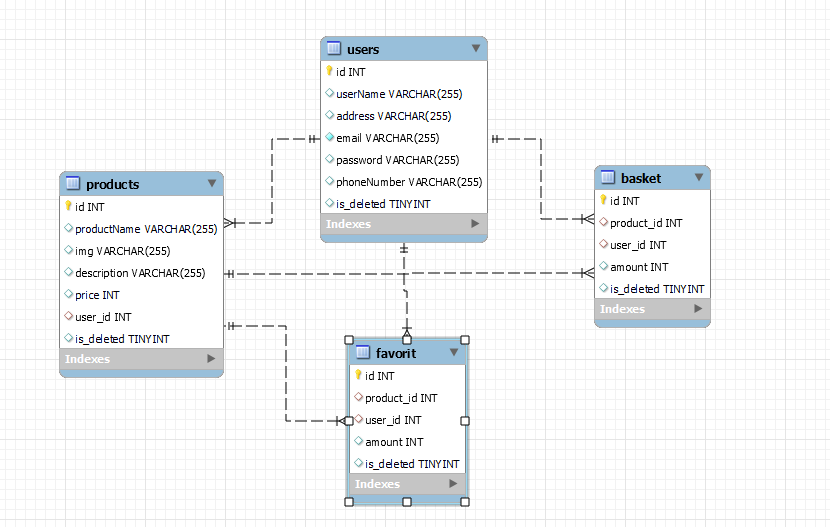 users
id INT
userName VARCHAR(255)
address VARCHAR(255)
email VARCHAR(255)
password VARCHAR(255)
phoneNumber VARCHAR(255)
is_deleted TINYINT
Indexes
products
id INT
productName VARCHAR(255)
img VARCHAR(255)
description VARCHAR(255)
price INT
user_id INT
is_deleted TINYINT
Indexes
basket
id INT
product_id INT
user_id INT
amount INT
is_deleted TINYINT
Indexes
favorit
id INT
product_id INT
user_id INT
amount INT
is_deleted TINYINT
Indexes